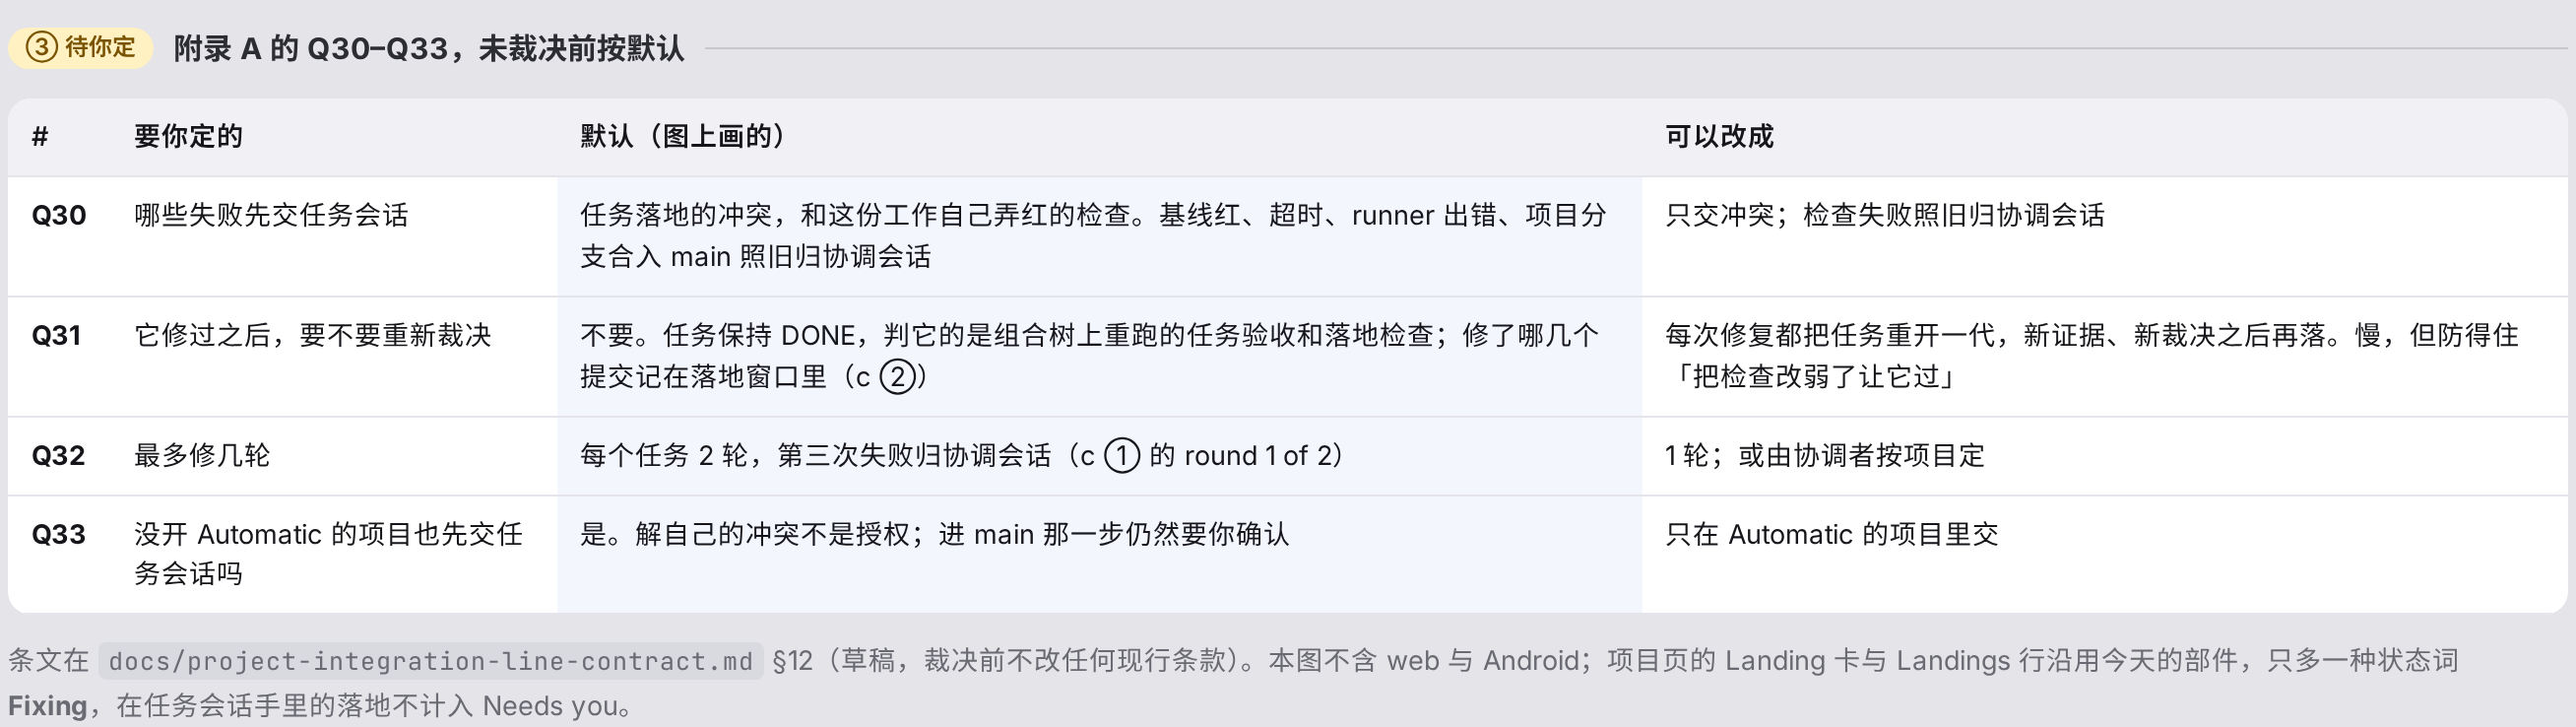 ③ 待你定 附录 A 的 Q30–Q33，未裁决前按默认
# 要你定的 默认（图上画的） 可以改成
Q30 哪些失败先交任务会话 任务落地的冲突，和这份工作自己弄红的检查。基线红、超时、runner 出错、项目分 只交冲突；检查失败照旧归协调会话
支合入 main 照旧归协调会话
Q31 它修过之后，要不要重新裁决 不要。任务保持 DONE，判它的是组合树上重跑的任务验收和落地检查；修了哪几个 每次修复都把任务重开一代，新证据、新裁决之后再落。慢，但防得住
提交记在落地窗口里（c ②） 「把检查改弱了让它过」
Q32 最多修几轮 每个任务 2 轮，第三次失败归协调会话（c ① 的 round 1 of 2） 1 轮；或由协调者按项目定
Q33 没开 Automatic 的项目也先交任 是。解自己的冲突不是授权；进 main 那一步仍然要你确认 只在 Automatic 的项目里交
务会话吗
条文在 docs/project-integration-line-contract.md §12（草稿，裁决前不改任何现行条款）。本图不含 web 与 Android；项目页的 Landing 卡与 Landings 行沿用今天的部件，只多一种状态词
Fixing，在任务会话手里的落地不计入 Needs you。